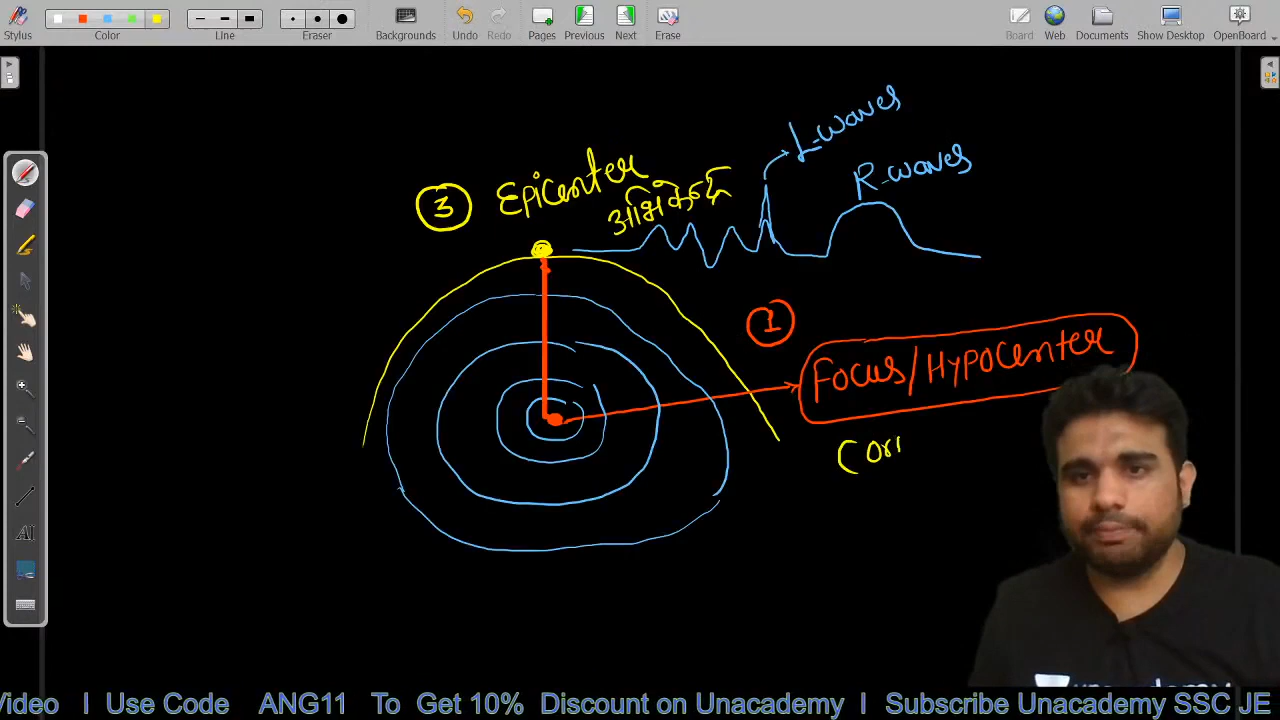 Stylus
Color
Line
Eraser
Backgrounds
Undo
Redo
Pages
Previous
Next
Erase
Board
Web
Documents
Show Desktop
OpenBoard
L-waves
R-waves
③ Epicenter
①
Focus/Hypocenter
(ori
Video I Use Code ANG11 To Get 10% Discount on Unacademy I Subscribe Unacademy SSC JE